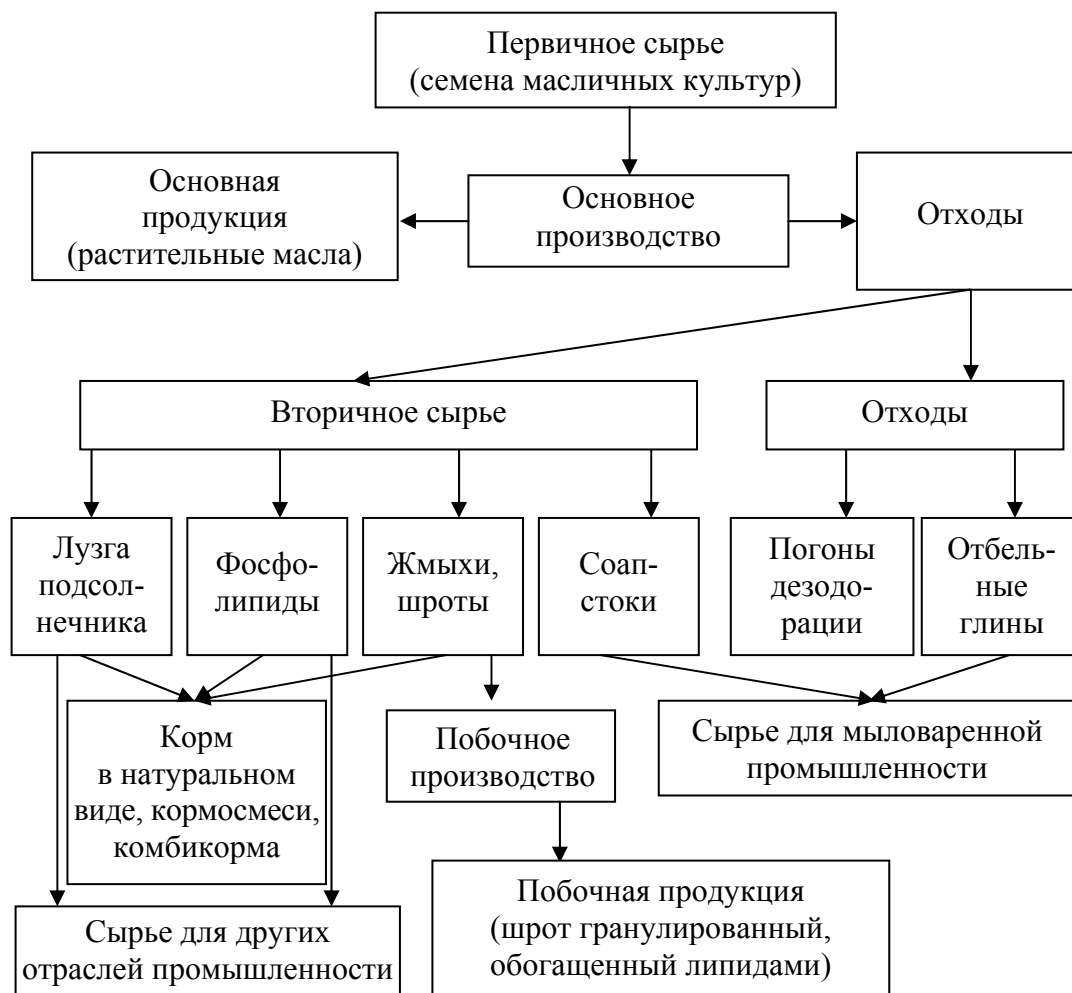 Первичное сырье
(семена масличных культур)
Основная
продукция
(растительные масла)
Основное
производство
Отходы
Вторичное сырье
Отходы
Лузга
подсол-
нечника
Фосфо-
липиды
Жмыхи,
шроты
Соап-
стоки
Погоны
дезодо-
рации
Отбель-
ные
глины
Корм
в натуральном
виде, кормосмеси,
комбикорма
Побочное
производство
Сырье для мыловаренной
промышленности
Сырье для других
отраслей промышленности
Побочная продукция
(шрот гранулированный,
обогащенный липидами)